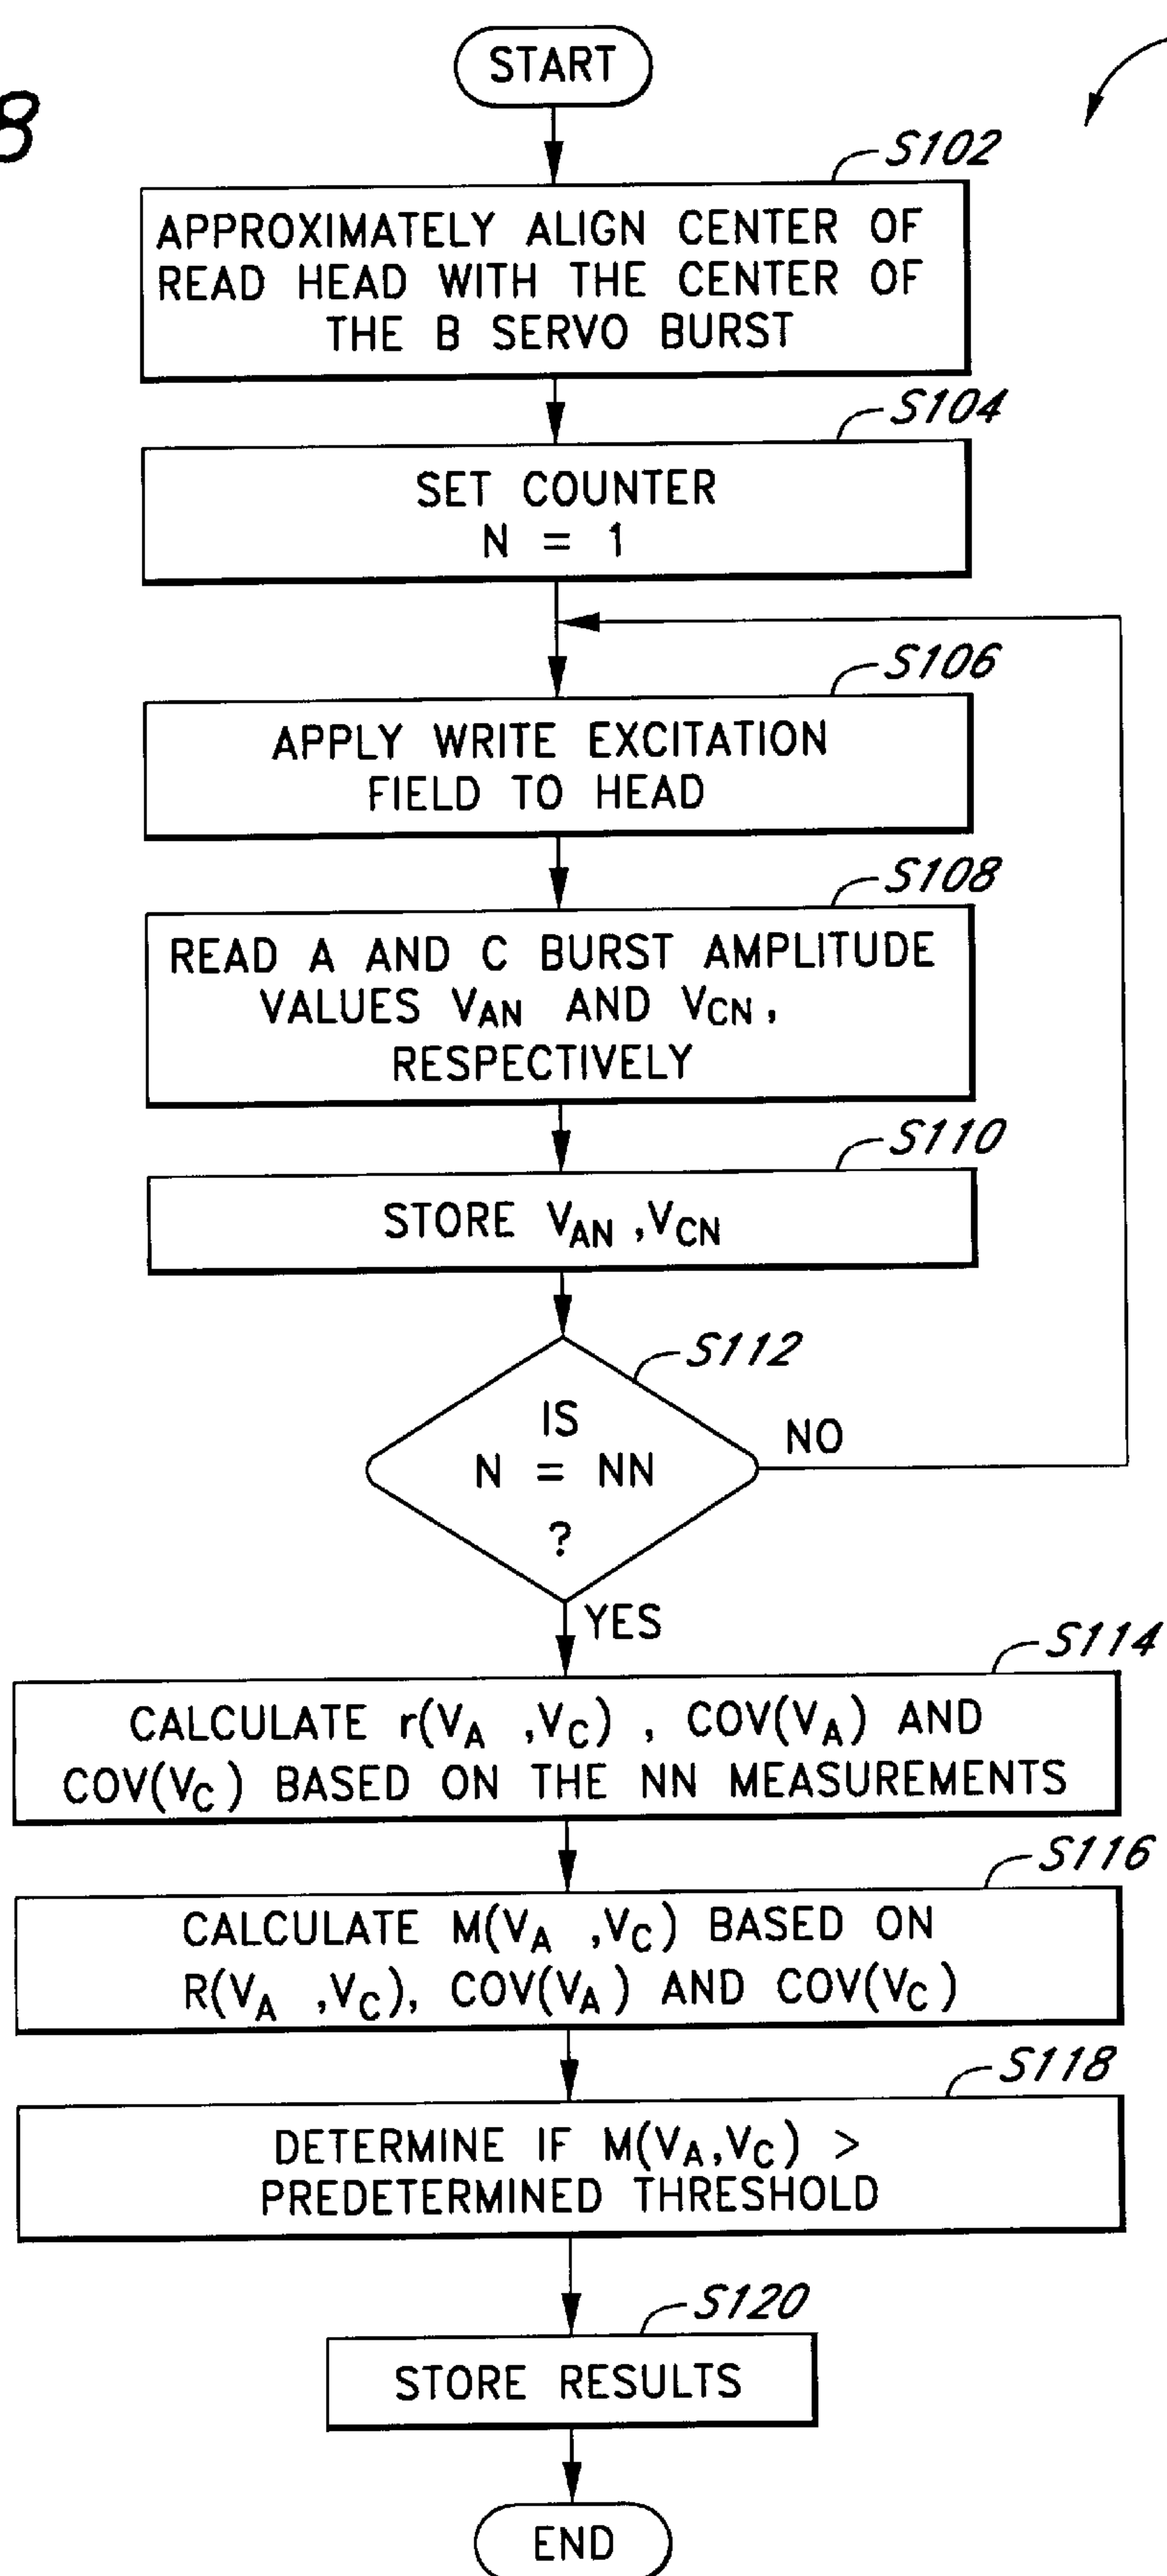 8
START
S102
APPROXIMATELY ALIGN CENTER OF
READ HEAD WITH THE CENTER OF
THE B SERVO BURST
S104
SET COUNTER
N = 1
S106
APPLY WRITE EXCITATION
FIELD TO HEAD
S108
READ A AND C BURST AMPLITUDE
VALUES VAN AND VCN,
RESPECTIVELY
S110
STORE VAN ,VCN
S112
IS
N = NN
?
NO
YES
S114
CALCULATE r(VA ,VC) , COV(VA) AND
COV(VC) BASED ON THE NN MEASUREMENTS
S116
CALCULATE M(VA ,VC) BASED ON
R(VA ,VC), COV(VA) AND COV(VC)
S118
DETERMINE IF M(VA,VC) >
PREDETERMINED THRESHOLD
S120
STORE RESULTS
END